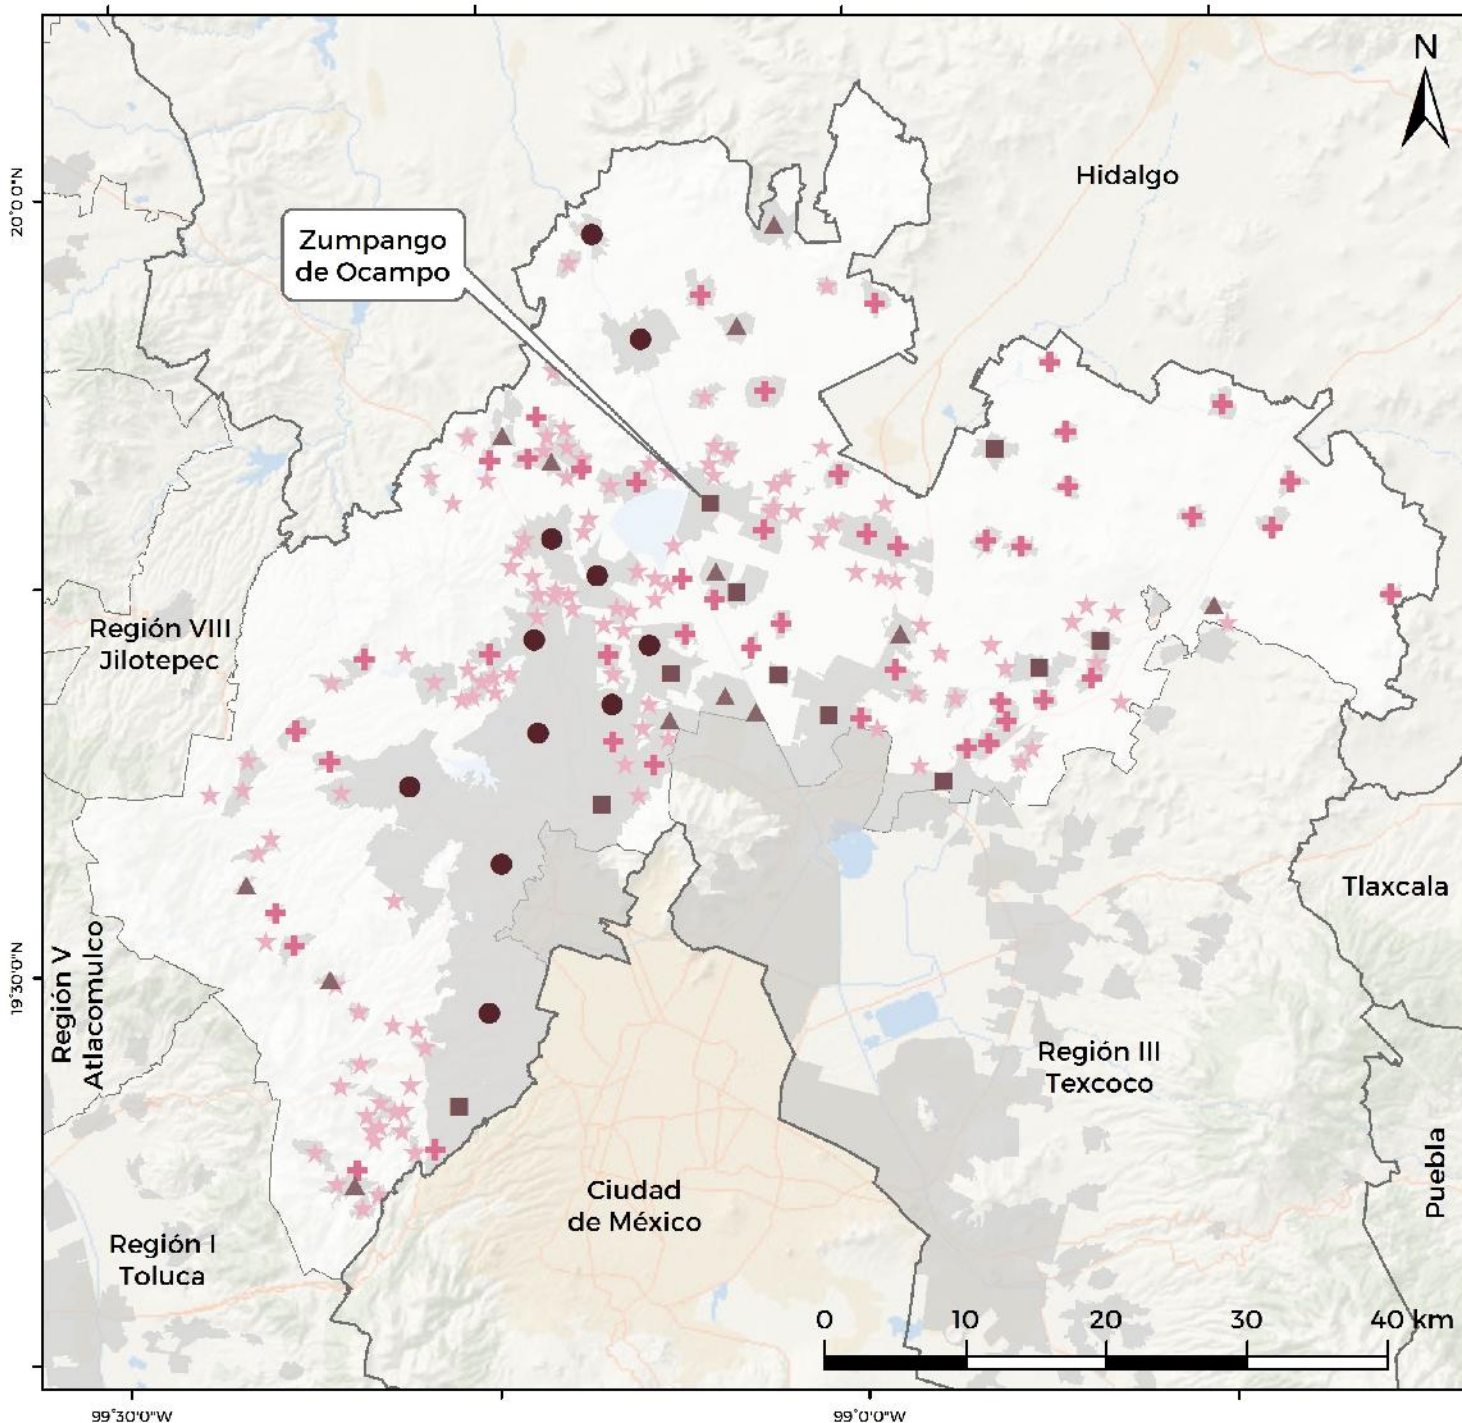 N
Hidalgo
20°0'0"N
Zumpango
de Ocampo
Región VIII
Jilotepec
Tlaxcala
Región V
Atlacomulco
19°30'0"N
Región III
Texcoco
Puebla
Ciudad
de México
Región I
Toluca
0 10 20 30 40 km
99°30'0"W 99°0'0"W